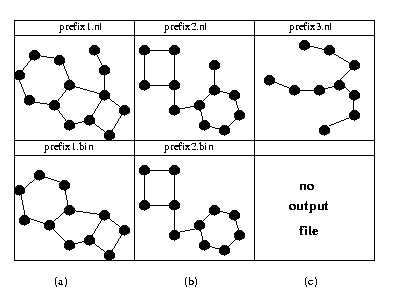 prefix1.nl prefix2.nl prefix3.nl
prefix1.bin prefix2.bin
no
output
file
(a) (b) (c)